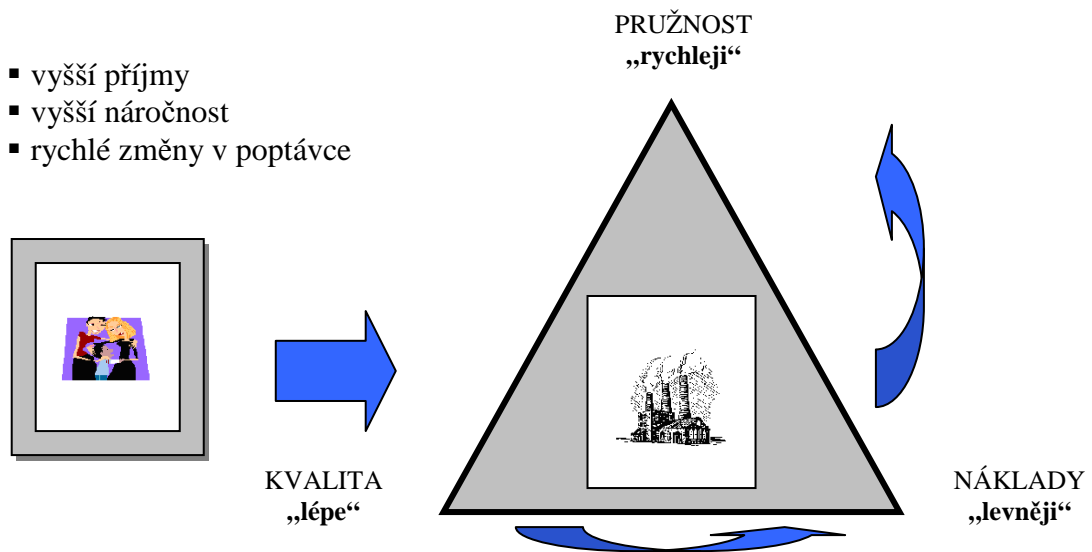 PRUŽNOST
„rychleji“
▪ vyšší příjmy
▪ vyšší náročnost
▪ rychlé změny v poptávce
KVALITA
„lépe“
NÁKLADY
„levněji“